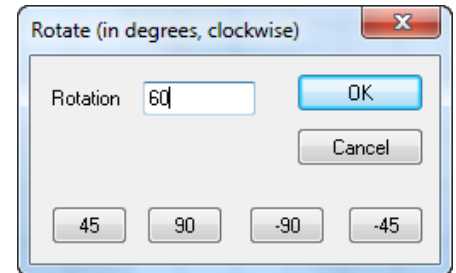 Rotate (in degrees, clockwise)
Rotation 60 OK
Cancel
45 90 -90 -45